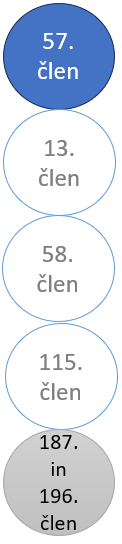 57.
člen
13.
člen
58.
člen
115.
člen
187.
in
196.
člen